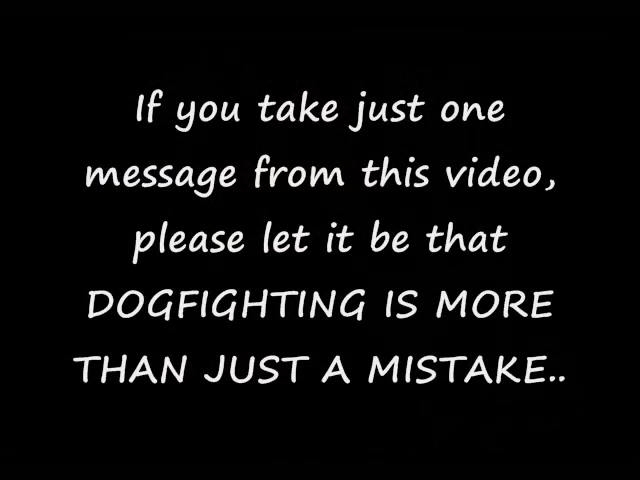 If you take just one
message from this video,
please let it be that
DOGFIGHTING IS MORE
THAN JUST A MISTAKE..